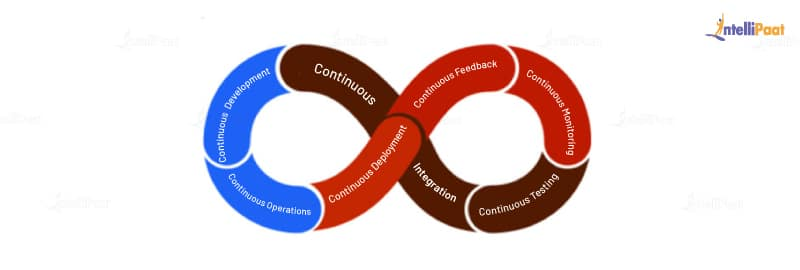 IntelliPaat
Continuous Development
Continuous
Integration
Continuous Testing
Continuous Monitoring
Continuous Feedback
Continuous Deployment
Continuous Operations